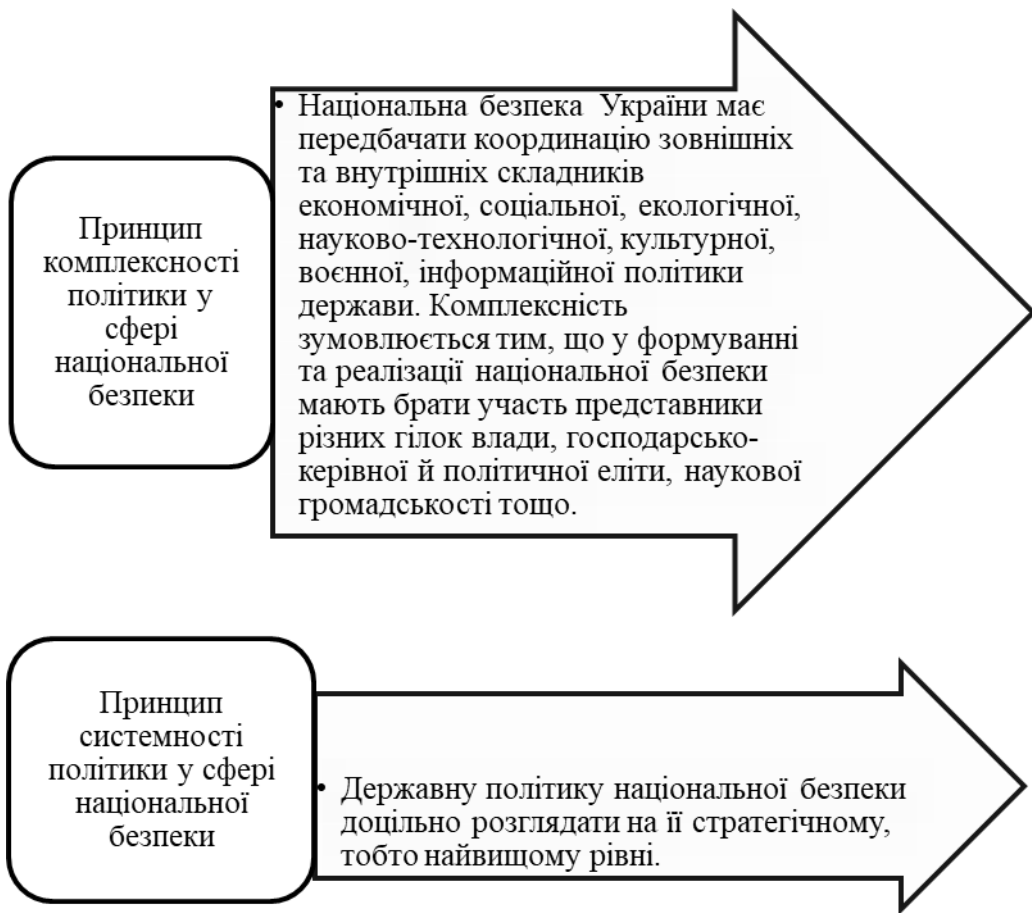 Принцип
комплексності
політики у
сфері
національної
безпеки
• Національна безпека України має
передбачати координацію зовнішніх
та внутрішніх складників
економічної, соціальної, екологічної,
науково-технологічної, культурної,
воєнної, інформаційної політики
держави. Комплексність
зумовлюється тим, що у формуванні
та реалізації національної безпеки
мають брати участь представники
різних гілок влади, господарсько-
керівної й політичної еліти, наукової
громадськості тощо.
Принцип
системності
політики у сфері
національної
безпеки
• Державну політику національної безпеки
доцільно розглядати на її стратегічному,
тобто найвищому рівні.